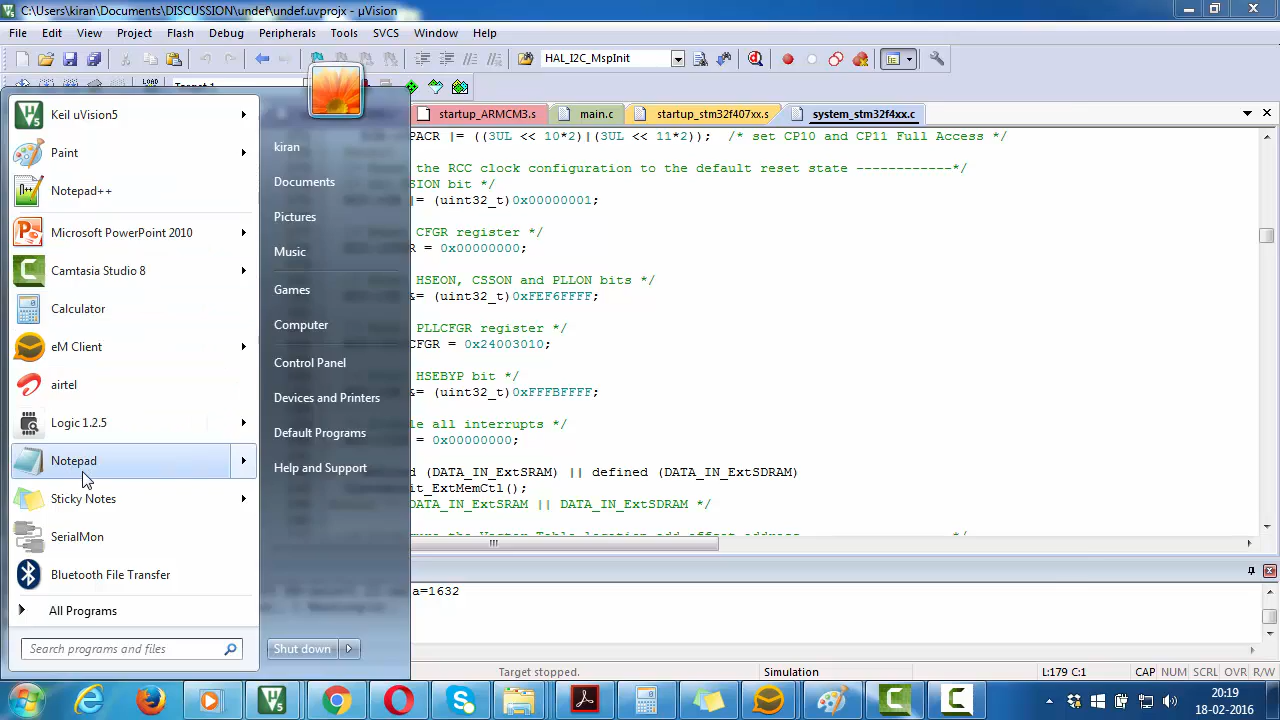 C:\Users\kiran\Documents\DISCUSSION\undef\undef.uvprojx - µVision
File Edit View Project Flash Debug Peripherals Tools SVCS Window Help
HAL_I2C_MspInit
startup_ARMCM3.s main.c startup_stm32f407xx.s system_stm32f4xx.c
PACR |= ((3UL << 10*2)|(3UL << 11*2)); /* set CP10 and CP11 Full Access */
the RCC clock configuration to the default reset state ------------*/
SION bit */
|= (uint32_t)0x00000001;
CFGR register */
R = 0x00000000;
HSEON, CSSON and PLLON bits */
&= (uint32_t)0xFEF6FFFF;
PLLCFGR register */
CFGR = 0x24003010;
HSEBYP bit */
&= (uint32_t)0xFFFBFFFF;
le all interrupts */
= 0x00000000;
ed (DATA_IN_ExtSRAM) || defined (DATA_IN_ExtSDRAM)
it_ExtMemCtl();
DATA_IN_ExtSRAM || DATA_IN_ExtSDRAM */
a=1632
Keil uVision5
Paint
Notepad++
Microsoft PowerPoint 2010
Camtasia Studio 8
Calculator
eM Client
airtel
Logic 1.2.5
Notepad
Sticky Notes
SerialMon
Bluetooth File Transfer
All Programs
Search programs and files
kiran
Documents
Pictures
Music
Games
Computer
Control Panel
Devices and Printers
Default Programs
Help and Support
Shut down
Target stopped. Simulation L:179 C:1 CAP NUM SCRL OVR R/W
20:19
18-02-2016